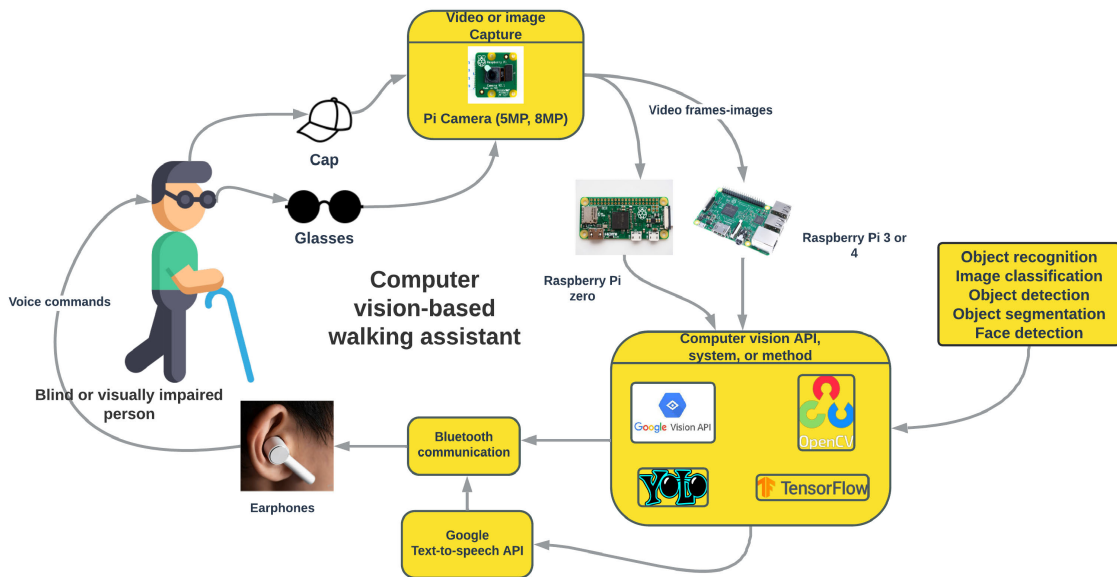 Video or image
Capture
Pi Camera (5MP, 8MP)
Video frames-images
Cap
Glasses
Raspberry Pi 3 or
4
Raspberry Pi
zero
Voice commands
Computer
vision-based
walking assistant
Object recognition
Image classification
Object detection
Object segmentation
Face detection
Computer vision API,
system, or method
Google Vision API
OpenCV
YOLO
TensorFlow
Blind or visually impaired
person
Bluetooth
communication
Earphones
Google
Text-to-speech API